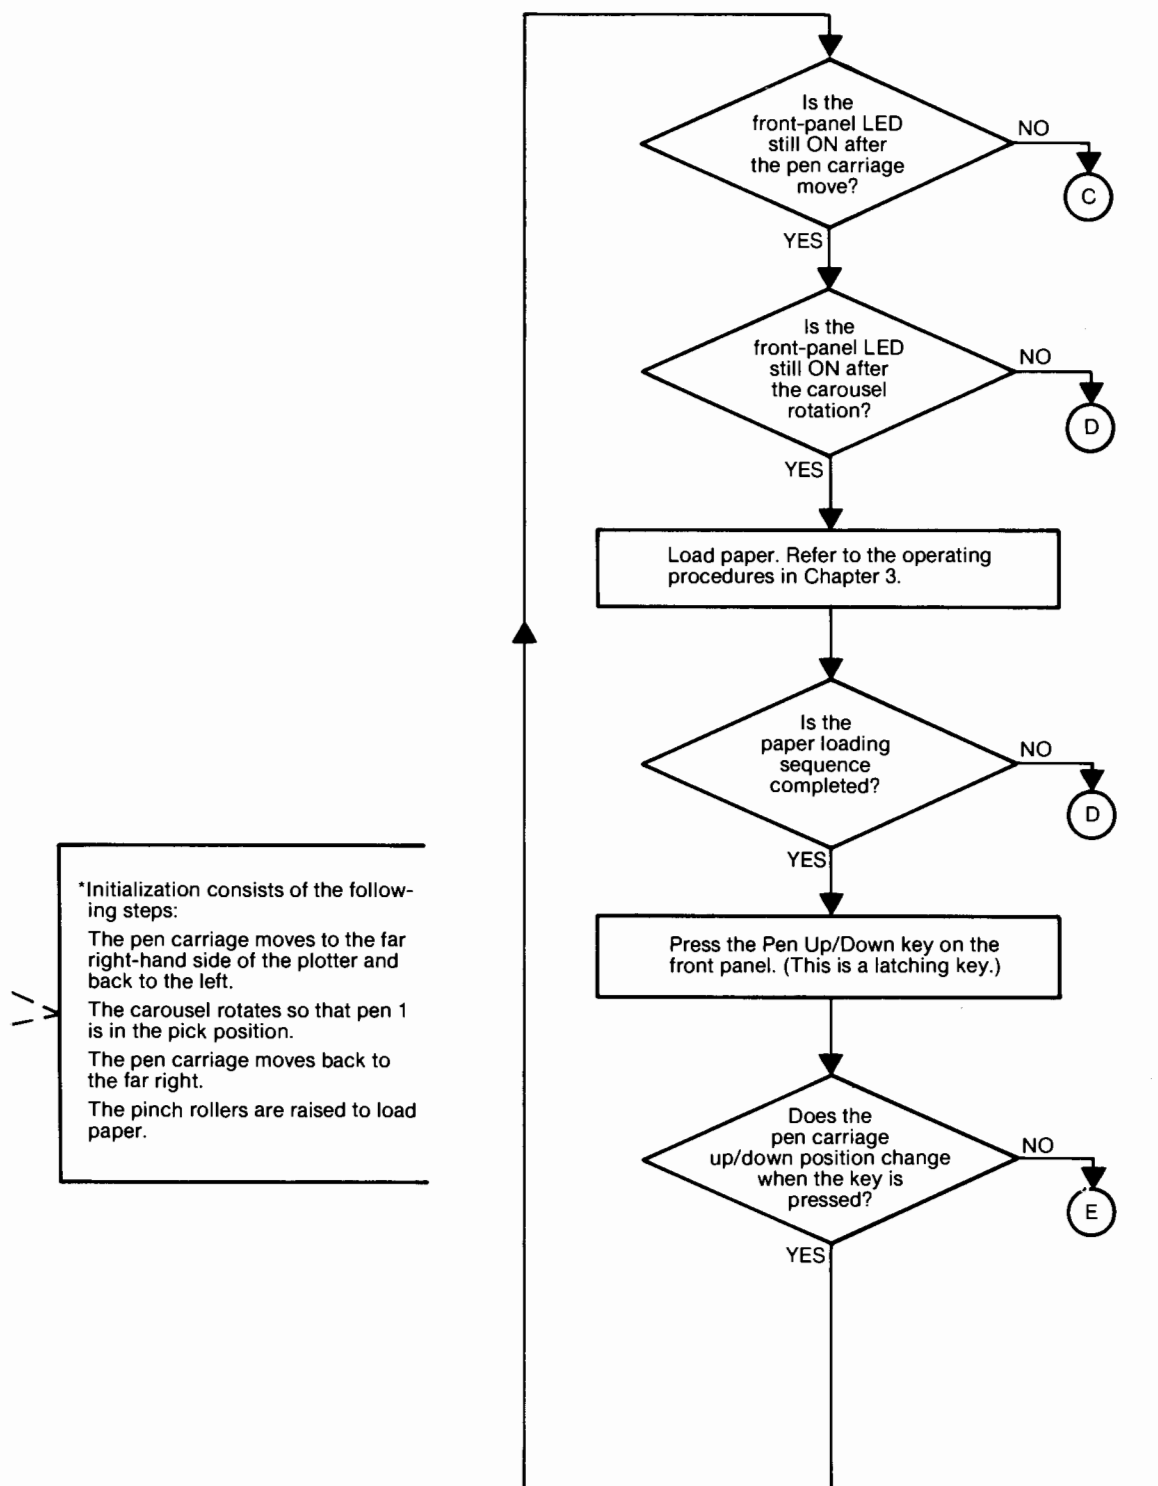 Is the
front-panel LED
still ON after
the pen carriage
move?
NO
C
YES
Is the
front-panel LED
still ON after
the carousel
rotation?
NO
D
YES
Load paper. Refer to the operating
procedures in Chapter 3.
Is the
paper loading
sequence
completed?
NO
D
YES
*Initialization consists of the follow-
ing steps:
The pen carriage moves to the far
right-hand side of the plotter and
back to the left.
The carousel rotates so that pen 1
is in the pick position.
The pen carriage moves back to
the far right.
The pinch rollers are raised to load
paper.
Press the Pen Up/Down key on the
front panel. (This is a latching key.)
Does the
pen carriage
up/down position change
when the key is
pressed?
NO
E
YES